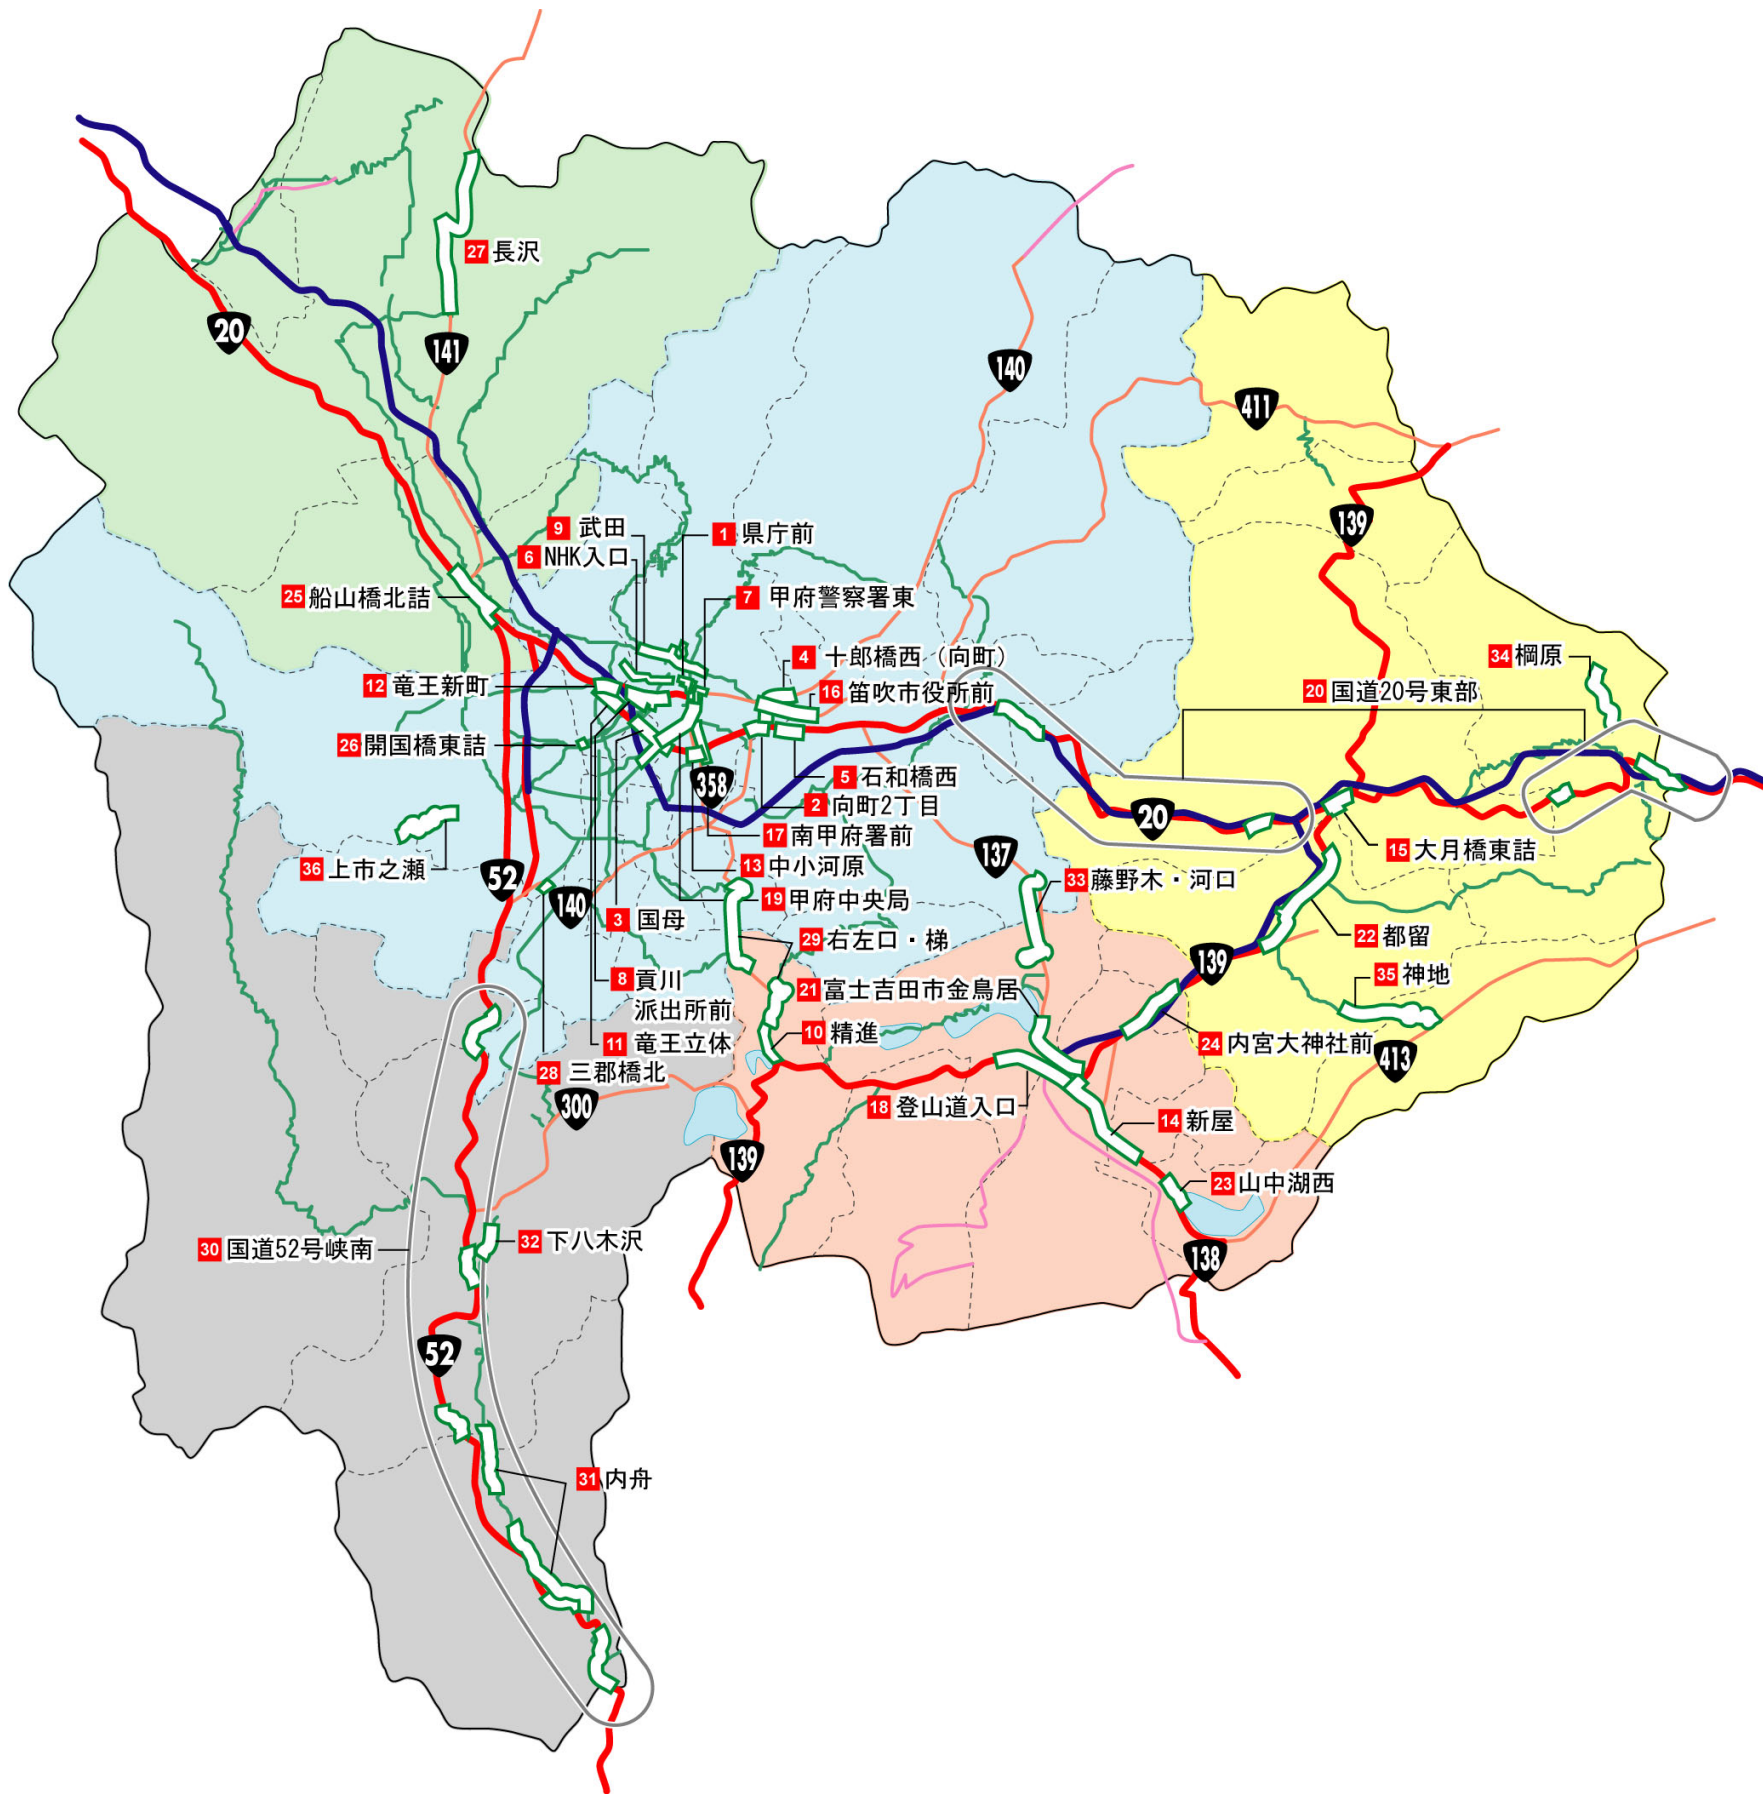 27 長沢
20
141
140
411
139
9 武田
1 県庁前
6 NHK入口
25 船山橋北詰
7 甲府警察署東
4 十郎橋西（向町）
34 棡原
12 竜王新町
16 笛吹市役所前
20 国道20号東部
26 開国橋東詰
358
5 石和橋西
2 向町2丁目
20
17 南甲府署前
15 大月橋東詰
36 上市之瀬
52
13 中小河原
137
33 藤野木・河口
140
19 甲府中央局
3 国母
29 右左口・梯
22 都留
139
8 貢川
派出所前
21 富士吉田市金鳥居
35 神地
11 竜王立体
10 精進
24 内宮大神社前
413
28 三郡橋北
300
18 登山道入口
14 新屋
139
23 山中湖西
30 国道52号峡南
32 下八木沢
138
52
31 内舟